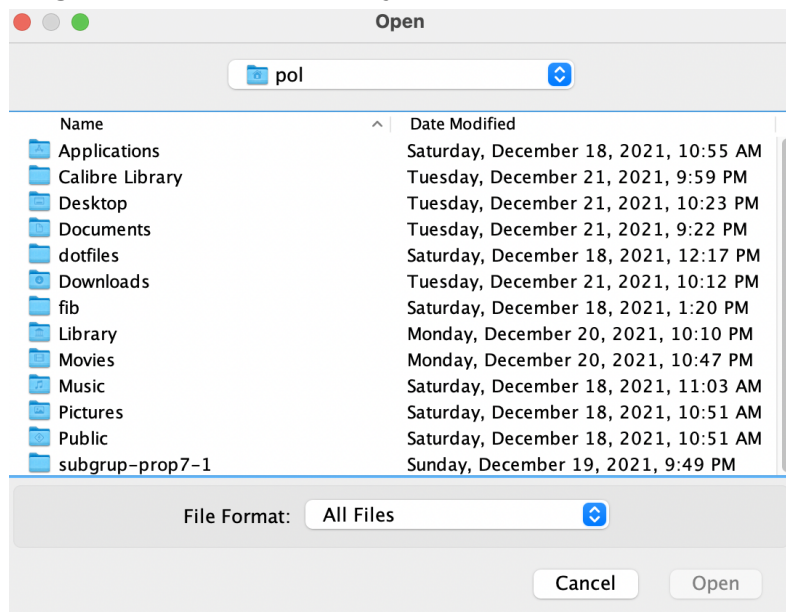 Open
pol
Name Date Modified
Applications Saturday, December 18, 2021, 10:55 AM
Calibre Library Tuesday, December 21, 2021, 9:59 PM
Desktop Tuesday, December 21, 2021, 10:23 PM
Documents Tuesday, December 21, 2021, 9:22 PM
dotfiles Saturday, December 18, 2021, 12:17 PM
Downloads Tuesday, December 21, 2021, 10:12 PM
fib Saturday, December 18, 2021, 1:20 PM
Library Monday, December 20, 2021, 10:10 PM
Movies Monday, December 20, 2021, 10:47 PM
Music Saturday, December 18, 2021, 11:03 AM
Pictures Saturday, December 18, 2021, 10:51 AM
Public Saturday, December 18, 2021, 10:51 AM
subgrup-prop7-1 Sunday, December 19, 2021, 9:49 PM
File Format: All Files
Cancel Open